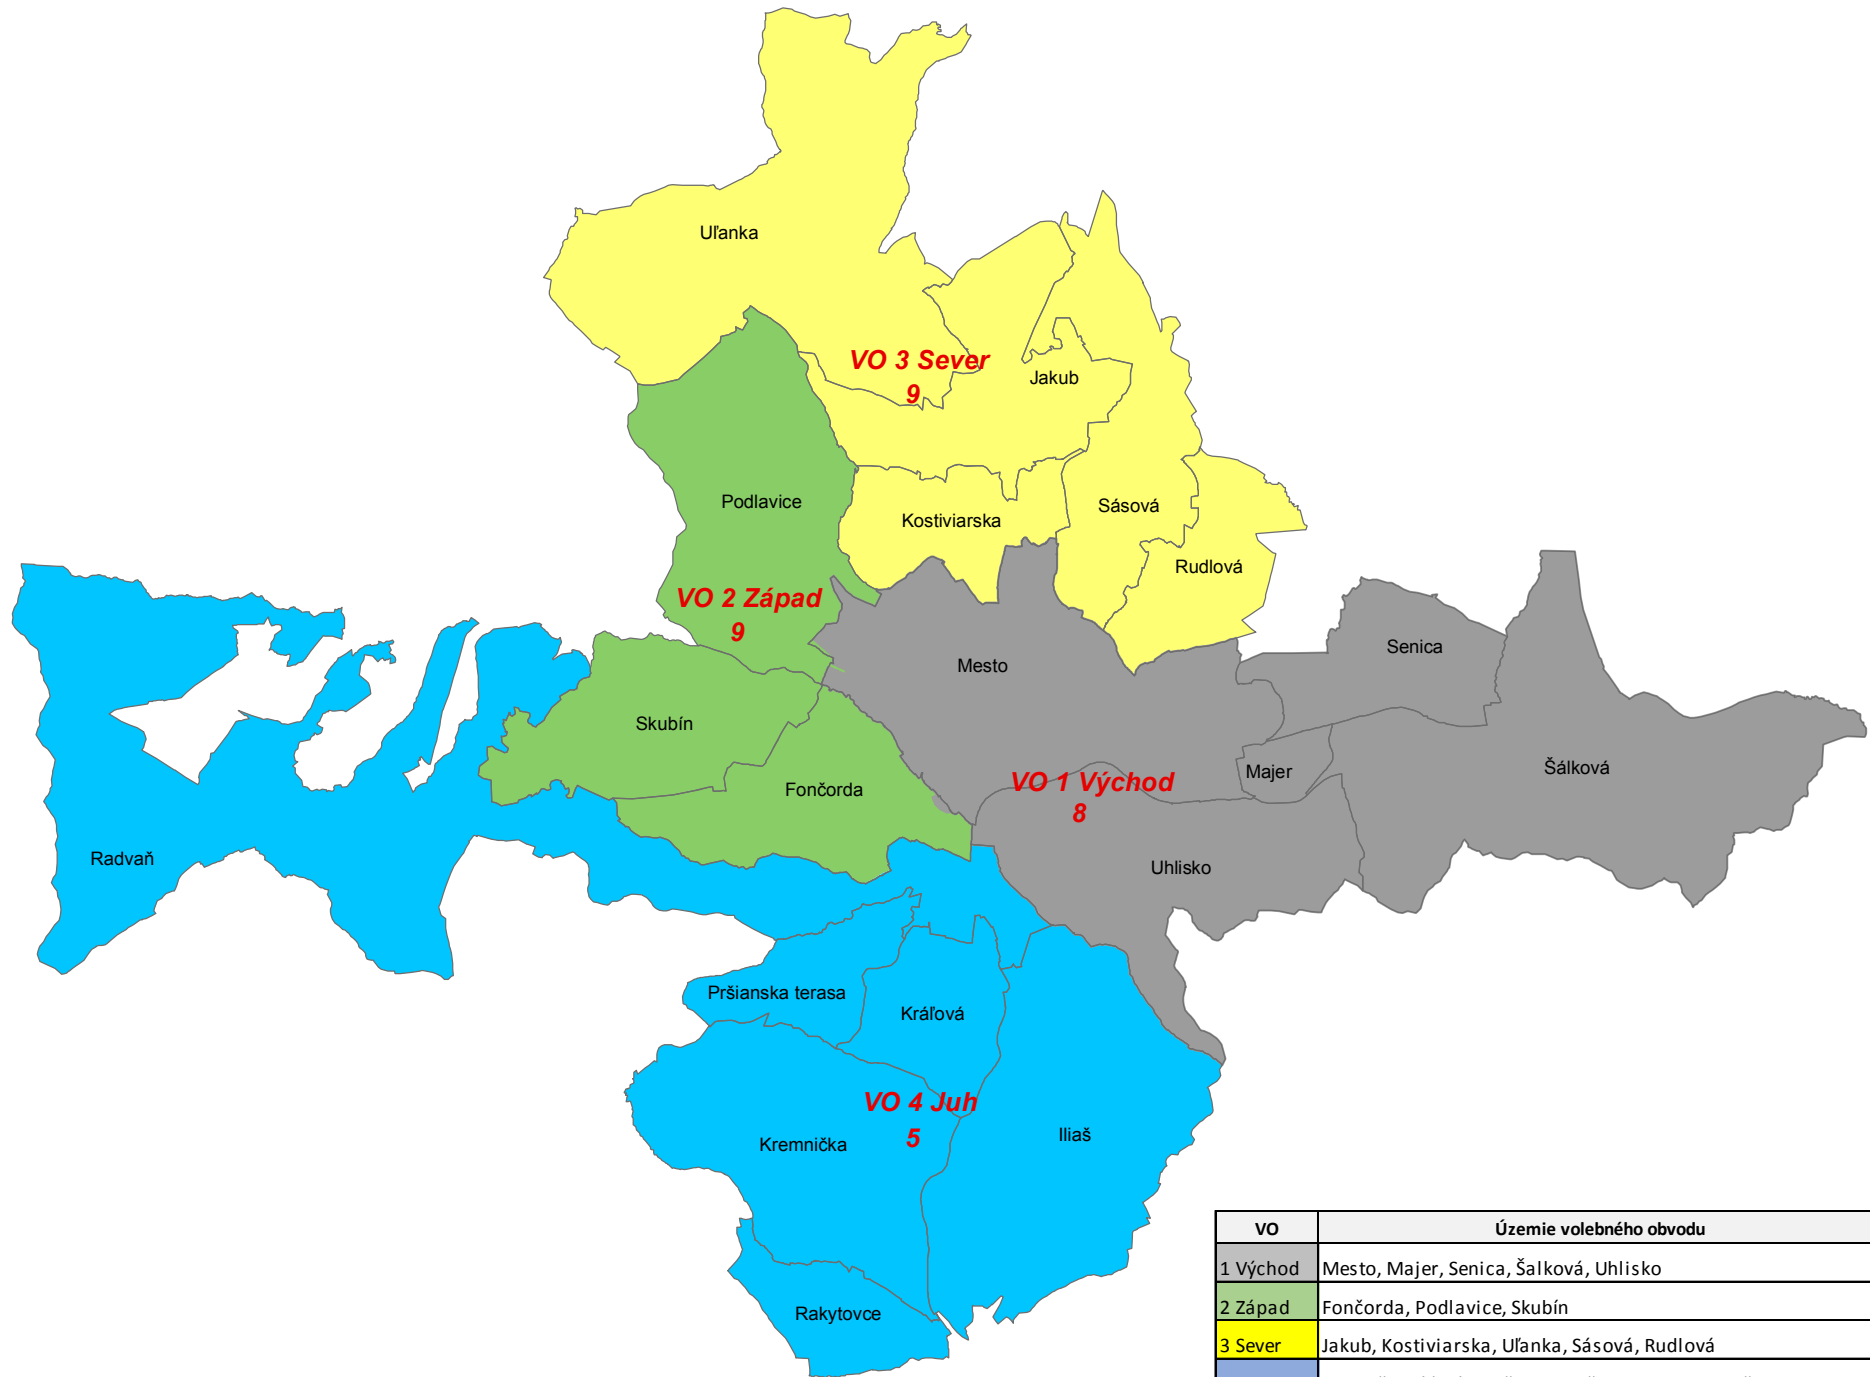 Uľanka
VO 3 Sever
9
Jakub
Podlavice
Kostiviarska
Sásová
Rudlová
VO 2 Západ
9
Mesto
Senica
Skubín
Fončorda
VO 1 Východ
8
Majer
Šálková
Radvaň
Uhlisko
Pršianska terasa
Kráľová
VO 4 Juh
5
Kremnička
Iliaš
Rakytovce
VO Územie volebného obvodu
1 Východ Mesto, Majer, Senica, Šalková, Uhlisko
2 Západ Fončorda, Podlavice, Skubín
3 Sever Jakub, Kostiviarska, Uľanka, Sásová, Rudlová